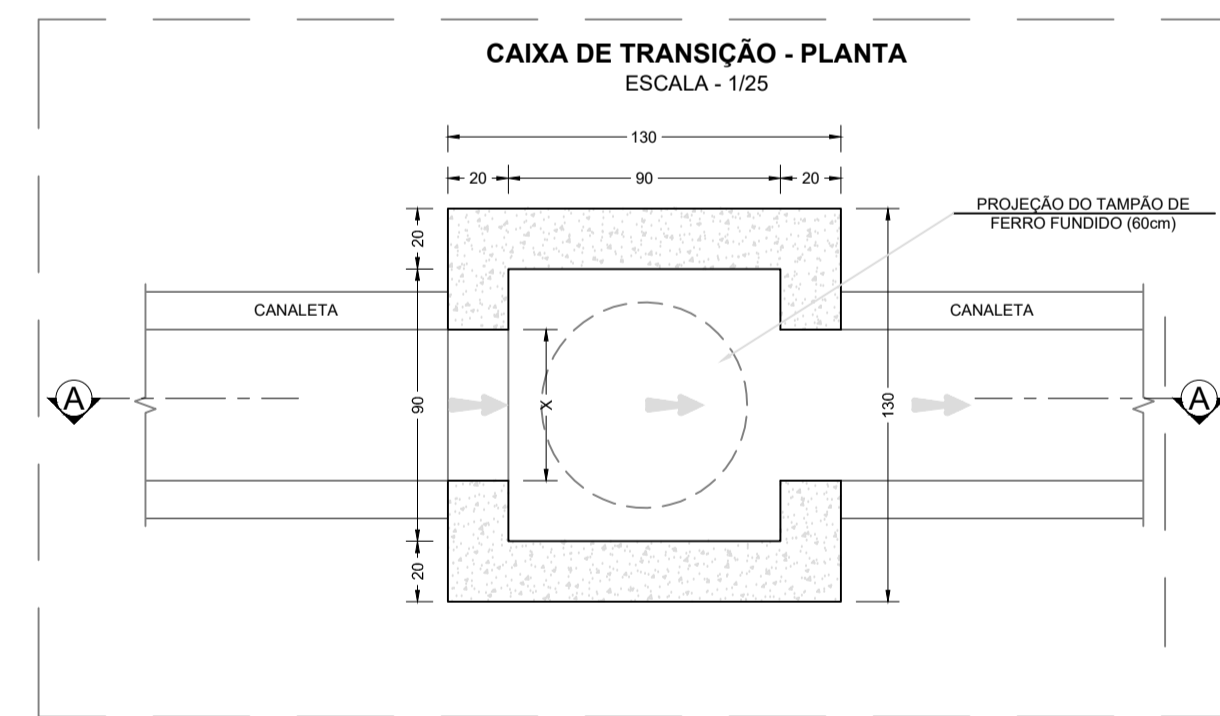 CAIXA DE TRANSIÇÃO - PLANTA
ESCALA - 1/25
130
20
90
20
PROJEÇÃO DO TAMPÃO DE
FERRO FUNDIDO (60cm)
20
CANALETA
CANALETA
A
90
X
130
A
20